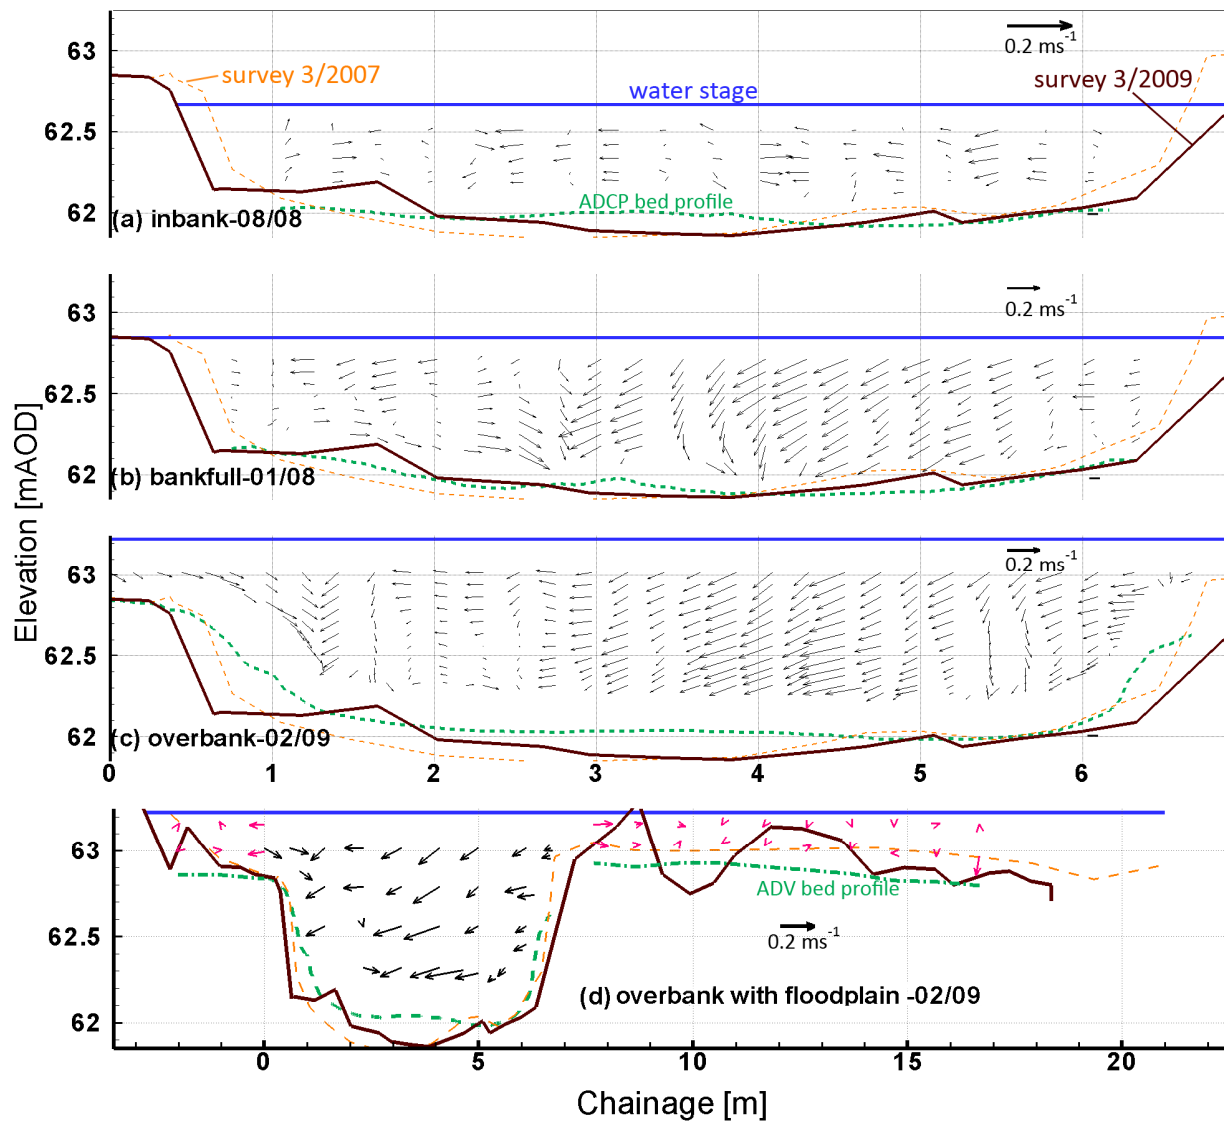 63
0.2 ms-1
survey 3/2007
survey 3/2009
water stage
62.5
ADCP bed profile
62
(a) inbank-08/08
63
0.2 ms-1
62.5
62
(b) bankfull-01/08
Elevation [mAOD]
63
0.2 ms-1
62.5
62
(c) overbank-02/09
0 1 2 3 4 5 6
63
ADV bed profile
62.5
0.2 ms-1
(d) overbank with floodplain -02/09
62
0 5 10 15 20
Chainage [m]